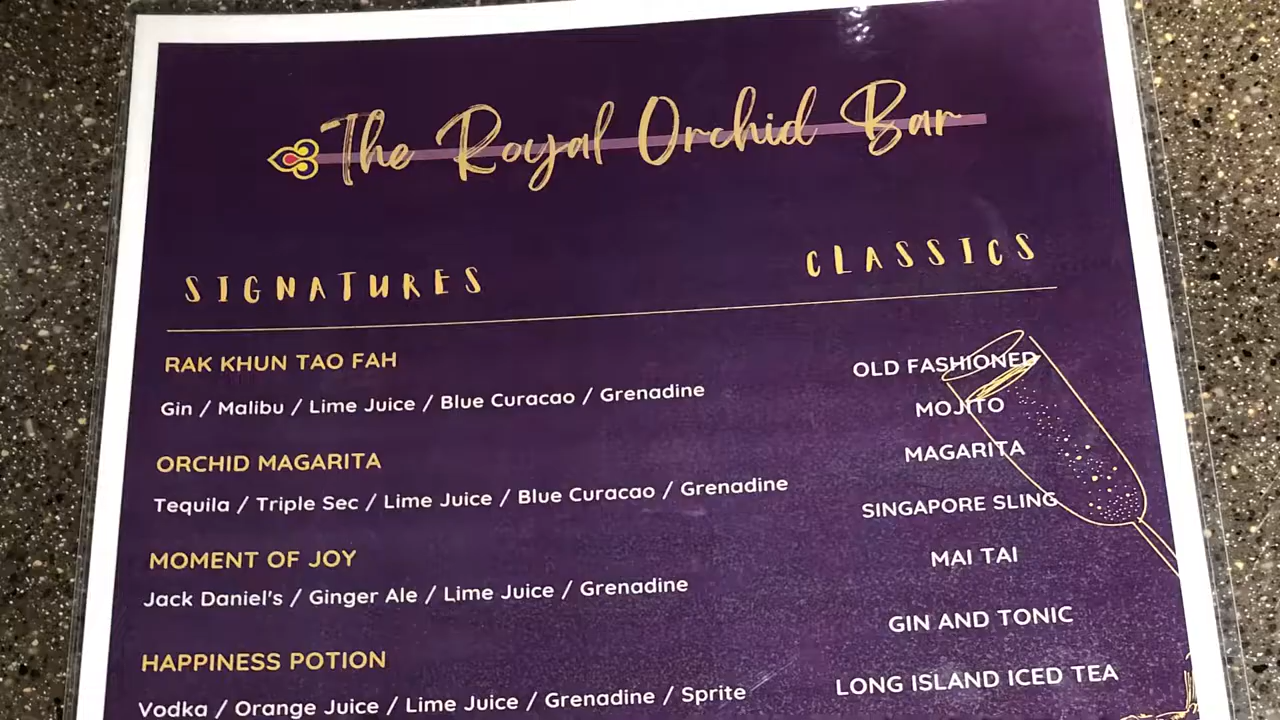 The Royal Orchid Bar
SIGNATURES
RAK KHUN TAO FAH
Gin / Malibu / Lime Juice / Blue Curacao / Grenadine
ORCHID MAGARITA
Tequila / Triple Sec / Lime Juice / Blue Curacao / Grenadine
MOMENT OF JOY
Jack Daniel's / Ginger Ale / Lime Juice / Grenadine
HAPPINESS POTION
Vodka / Orange Juice / Lime Juice / Grenadine / Sprite
CLASSICS
OLD FASHIONED
MOJITO
MAGARITA
SINGAPORE SLING
MAI TAI
GIN AND TONIC
LONG ISLAND ICED TEA